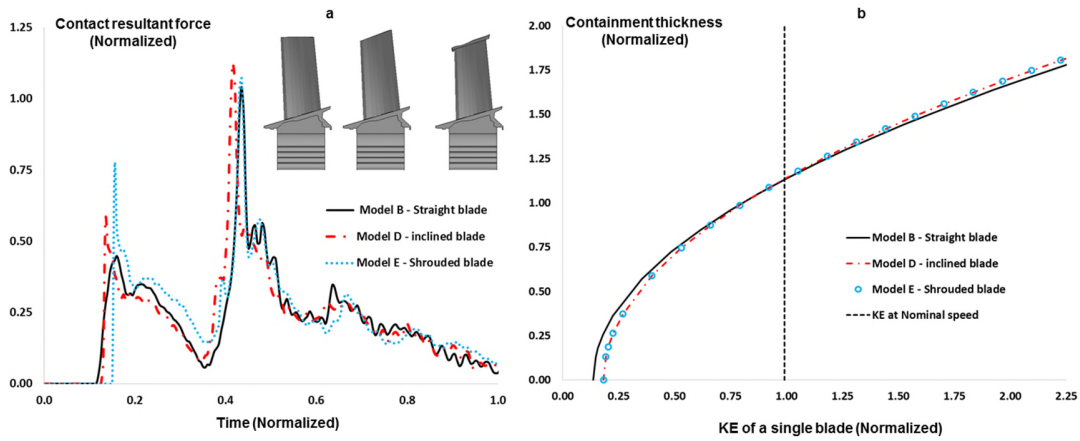 a
Contact resultant force
(Normalized)
1.25
1.00
0.75
0.50
0.25
0.00
0.0
0.2
0.4
0.6
0.8
1.0
Time (Normalized)
Model B - Straight blade
Model D - inclined blade
Model E - Shrouded blade
b
Containment thickness
(Normalized)
2.00
1.75
1.50
1.25
1.00
0.75
0.50
0.25
0.00
0.00
0.25
0.50
0.75
1.00
1.25
1.50
1.75
2.00
2.25
KE of a single blade (Normalized)
Model B - Straight blade
Model D - inclined blade
Model E - Shrouded blade
KE at Nominal speed